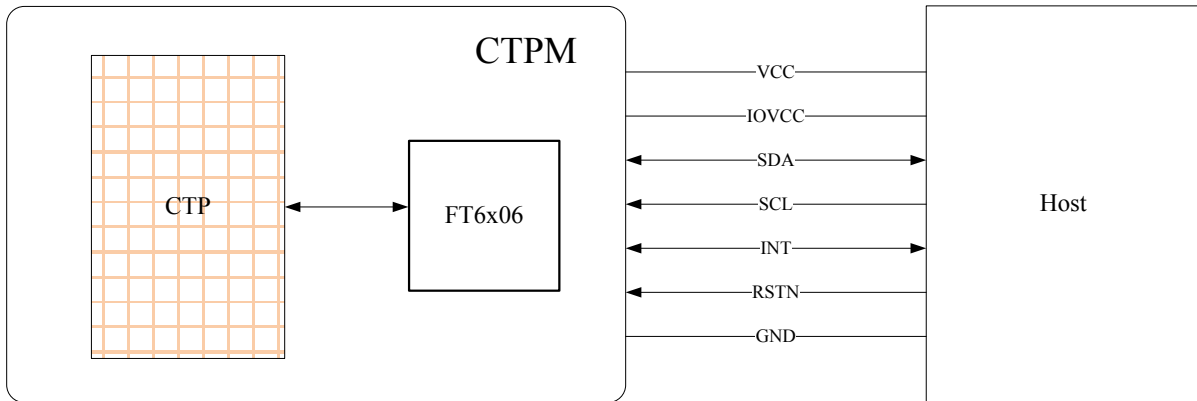 CTPM
CTP
FT6x06
VCC
IOVCC
SDA
SCL
INT
RSTN
GND
Host